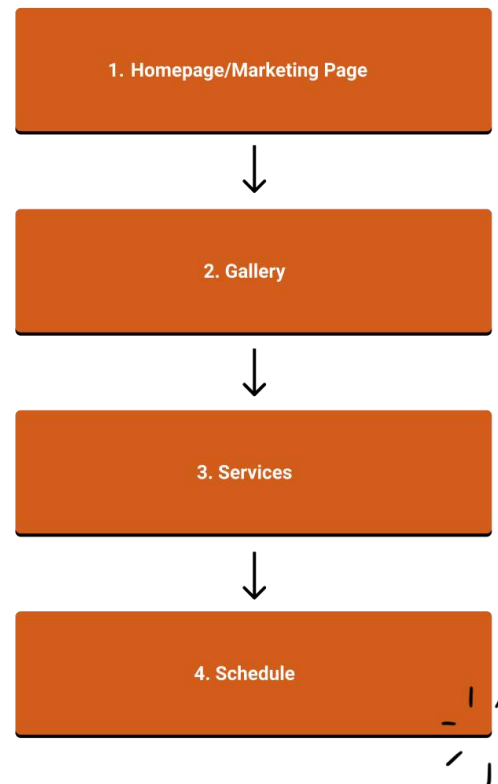 1. Homepage/Marketing Page
2. Gallery
3. Services
4. Schedule